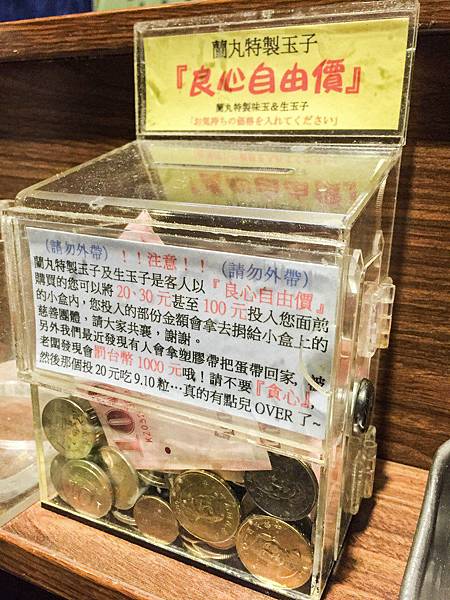 蘭丸特製玉子
『良心自由價』
蘭丸特製味玉&生玉子
「お気持ちの価格を入れてください」
(請勿外帶) !!注意!! (請勿外帶)
蘭丸特製玉子及生玉子是客人以『良心自由價』
購買的您可以將 20、30 元甚至 100 元投入您面前
的小盒內,您投入的部份金額會拿去捐給小盒上的
慈善團體,請大家共襄,謝謝。
另外我們最近發現有人會拿塑膠帶把蛋帶回家,被
老闆發現會罰台幣 1000 元哦!請不要『貪心』,
然後那個投 20 元吃 9.10 粒…真的有點兒 OVER 了~